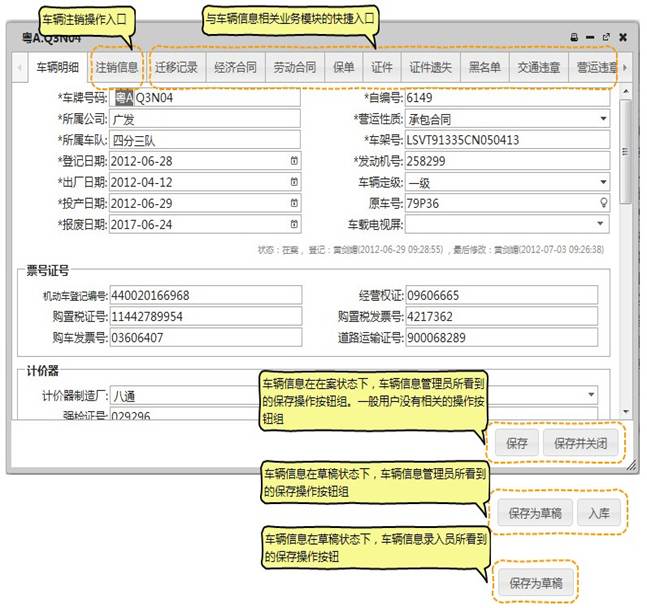 车辆注销操作入口
与车辆信息相关业务模块的快捷入口
粤A.Q3N04
车辆明细 注销信息 迁移记录 经济合同 劳动合同 保单 证件 证件遗失 黑名单 交通违章 营运违章
*车牌号码: 粤A Q3N04 *自编号: 6149
*所属公司: 广发 *营运性质: 承包合同
*所属车队: 四分三队 *车架号: LSVT91335CN050413
*登记日期: 2012-06-28 *发动机号: 258299
*出厂日期: 2012-04-12 车辆定级: 一级
*投产日期: 2012-06-29 原车号: 79P36
*报废日期: 2017-06-24 车载电视屏:
状态：在案，登记：黄剑媚(2012-06-29 09:28:55)，最后修改：黄剑媚(2012-07-03 09:26:38)
票号证号
机动车登记编号: 440020166968 经营权证: 09606665
购置税证号: 11442789954 购置税发票号: 4217362
购车发票号: 03606407 道路运输证号: 900068289
计价器
计价器制造厂: 八通
强检证号: 029296
车辆信息在在案状态下，车辆信息管理员所看到
的保存操作按钮组。一般用户没有相关的操作按
钮组
保存 保存并关闭
车辆信息在草稿状态下，车辆信息管理员所看到
的保存操作按钮组
保存为草稿 入库
车辆信息在草稿状态下，车辆信息录入员所看到
的保存操作按钮
保存为草稿